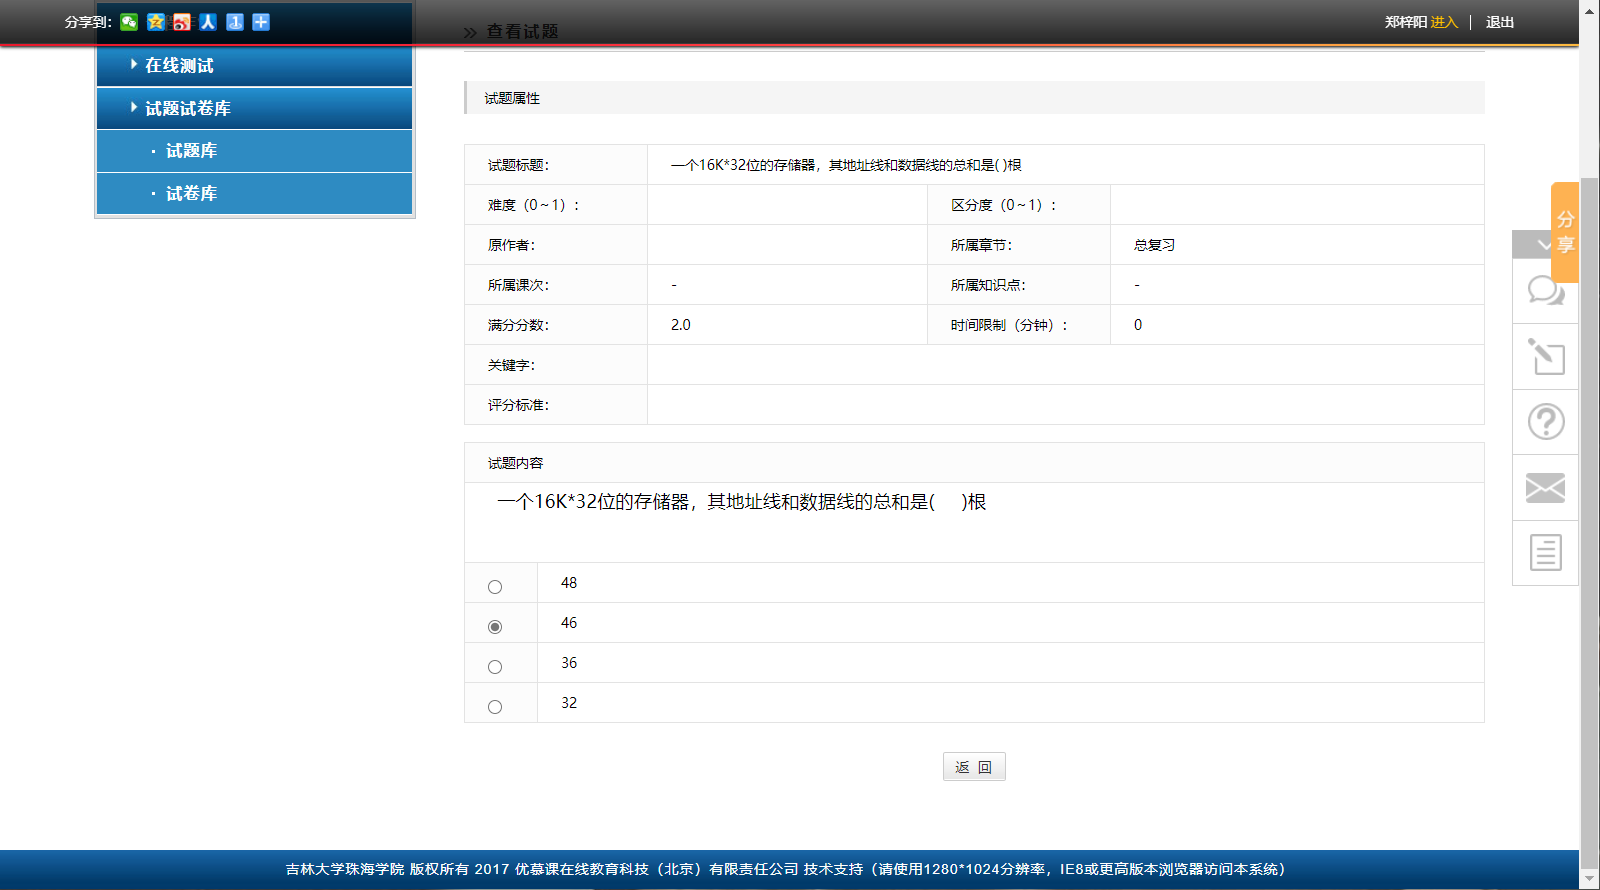 分享到:
郑梓阳 进入 | 退出
» 查看试题
在线测试
试题试卷库
· 试题库
· 试卷库
试题属性
试题标题： 一个16K*32位的存储器，其地址线和数据线的总和是( )根
难度（0～1）: 区分度（0～1）:
原作者： 所属章节： 总复习
所属课次： - 所属知识点： -
满分分数： 2.0 时间限制（分钟）: 0
关键字：
评分标准：
试题内容
一个16K*32位的存储器，其地址线和数据线的总和是( )根
48
46
36
32
返 回
分享
吉林大学珠海学院 版权所有 2017 优慕课在线教育科技（北京）有限责任公司 技术支持（请使用1280*1024分辨率，IE8或更高版本浏览器访问本系统）